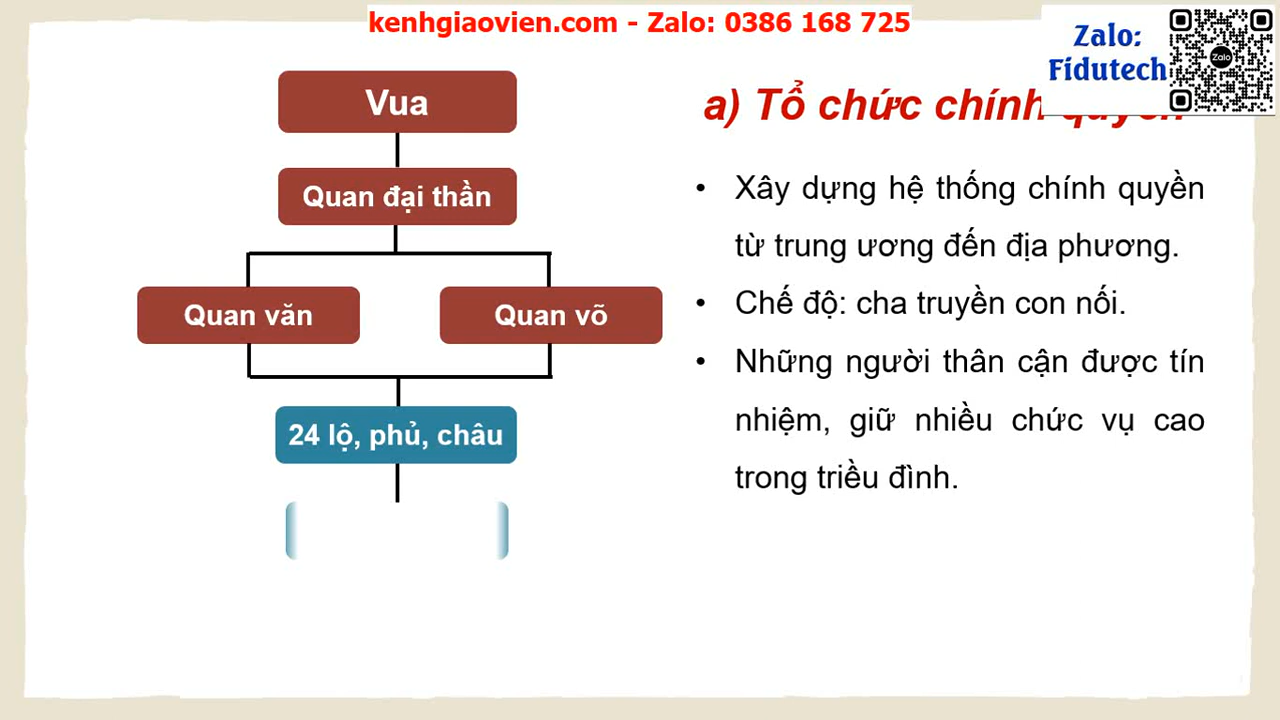 kenhgiaovien.com - Zalo: 0386 168 725
Zalo:
Fidutech
Zalo
Vua
Quan đại thần
Quan văn
Quan võ
24 lộ, phủ, châu
a) Tổ chức chính quyền
• Xây dựng hệ thống chính quyền
từ trung ương đến địa phương.
• Chế độ: cha truyền con nối.
• Những người thân cận được tín
nhiệm, giữ nhiều chức vụ cao
trong triều đình.